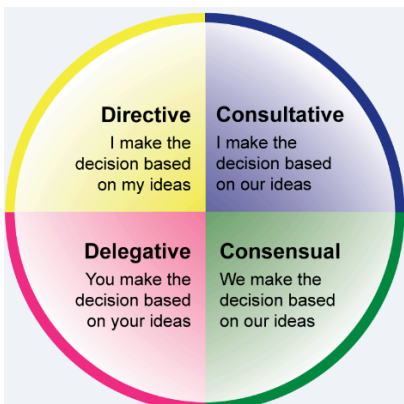 Directive
I make the
decision based
on my ideas
Consultative
I make the
decision based
on our ideas
Delegative
You make the
decision based
on your ideas
Consensual
We make the
decision based
on our ideas